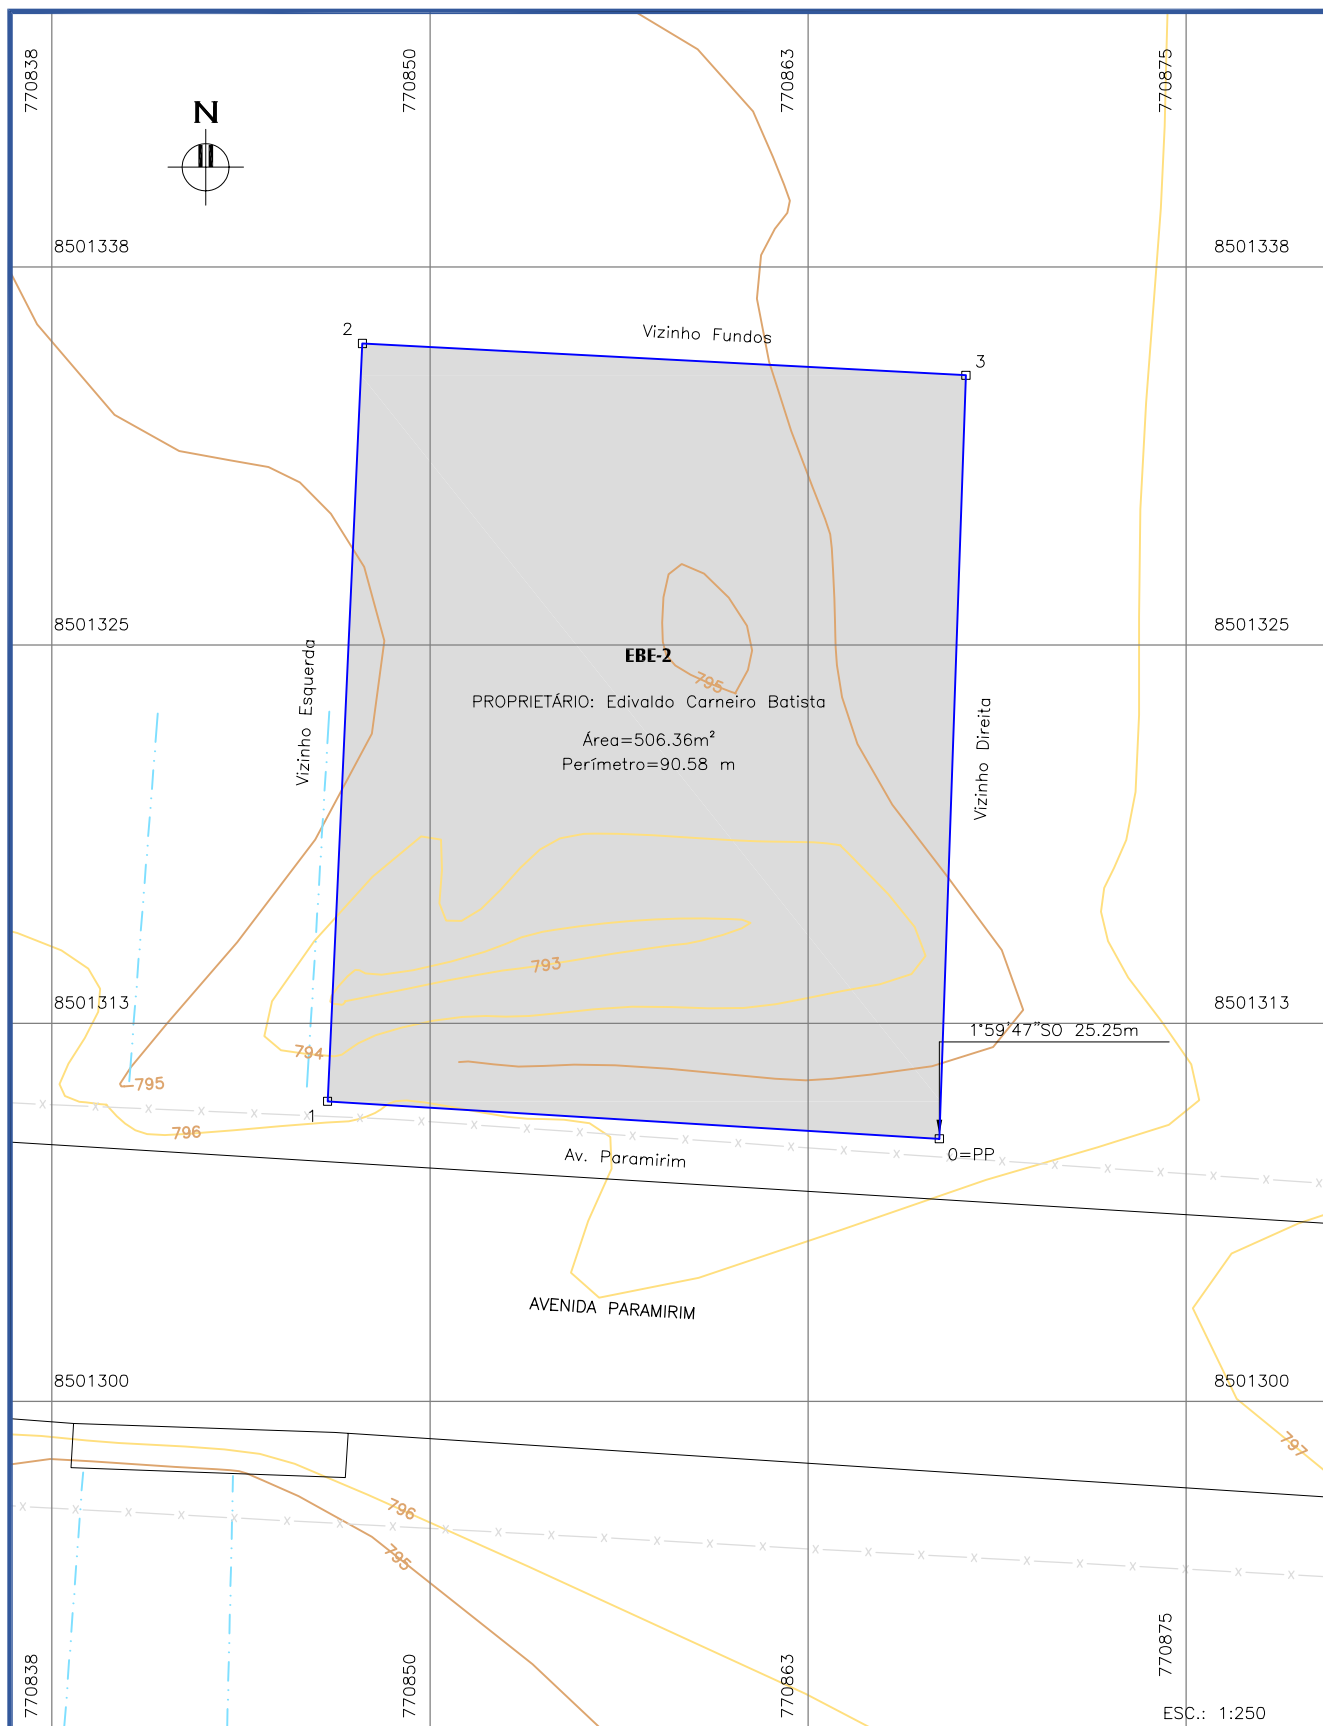 770838
770850
770863
770875
N
8501338
8501338
2
Vizinho Fundos
3
8501325
8501325
Vizinho Esquerda
EBE-2
795
PROPRIETÁRIO: Edivaldo Carneiro Batista
Vizinho Direita
Área=506.36m²
Perímetro=90.58 m
793
8501313
8501313
1°59'47"SO 25.25m
794
795
1
796
Av. Paramirim
0=PP
AVENIDA PARAMIRIM
8501300
8501300
797
796
795
770838
770850
770863
770875
ESC.: 1:250